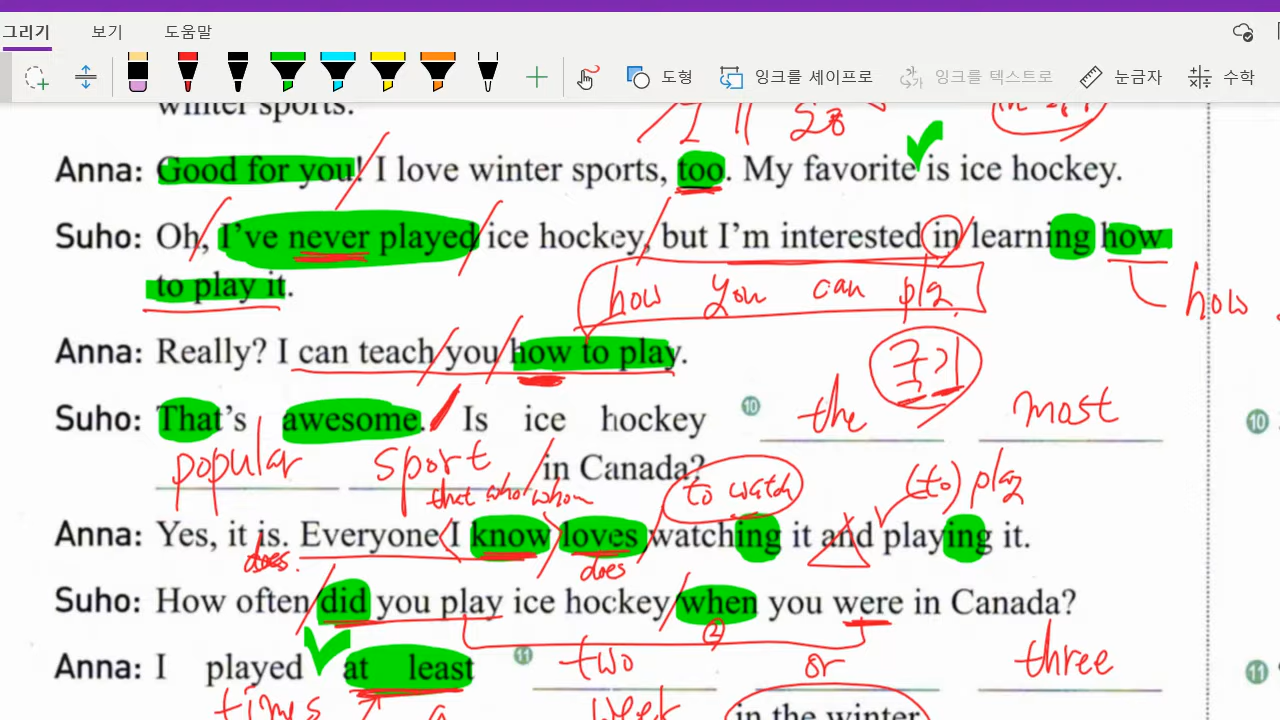 그리기 보기 도움말
도형 잉크를 셰이프로 잉크를 텍스트로 눈금자 수학
winter sports.
Anna: Good for you! I love winter sports, too. My favorite is ice hockey.
Suho: Oh, I've never played ice hockey, but I'm interested in learning how
to play it.
how you can play
how
Anna: Really? I can teach you how to play.
Suho: That's awesome. Is ice hockey 10 the most 10
popular sport in Canada?
that who whom to watch (to) play
Anna: Yes, it is. Everyone I know loves watching it and playing it.
does. does
Suho: How often did you play ice hockey when you were in Canada?
②
Anna: I played at least 11 two or three 11
times a week in the winter